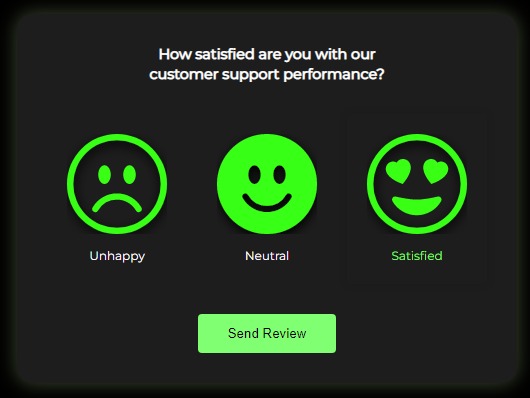 How satisfied are you with our
customer support performance?
Unhappy
Neutral
Satisfied
Send Review